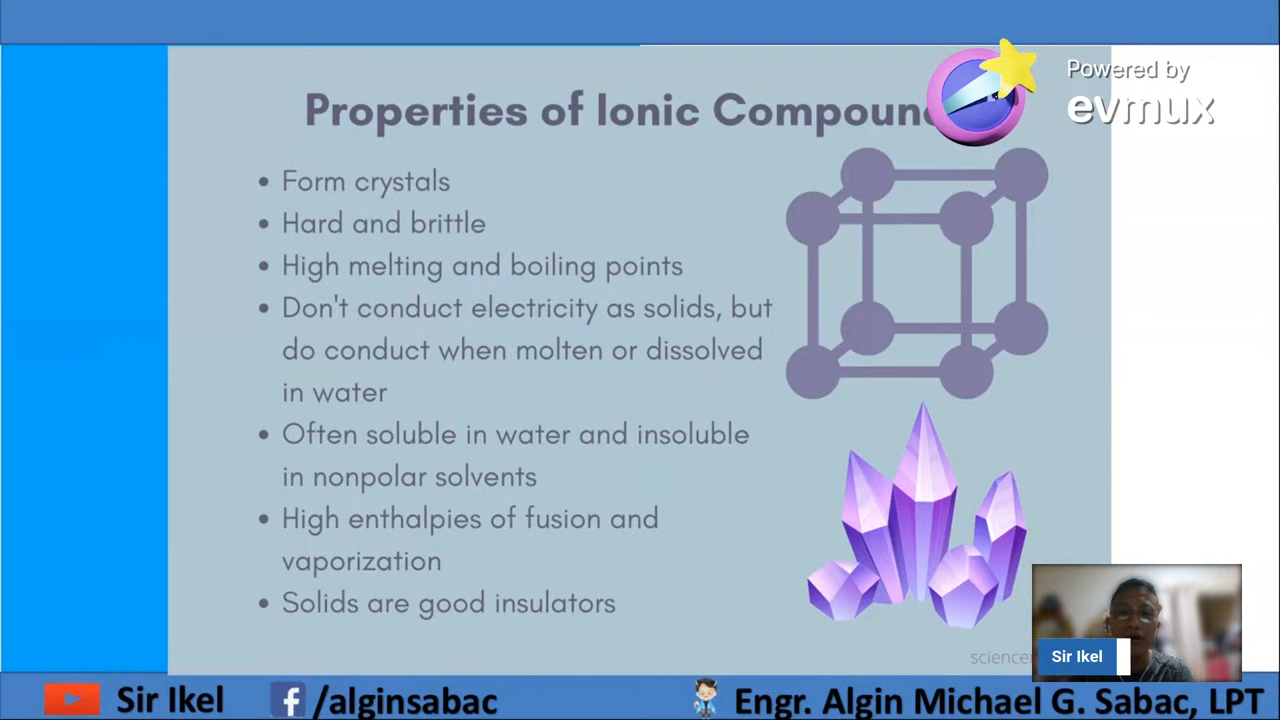 Powered by
evmux
Properties of Ionic
Form crystals
Hard and brittle
High melting and boiling points
Don't conduct electricity as solids, but
do conduct when molten or dissolved
in water
Often soluble in water and insoluble
in nonpolar solvents
High enthalpies of fusion and
vaporization
Solids are good insulators
Sir Ikel
Sir Ikel
/alginsabac
Engr. Algin Michael G. Sabac, LPT